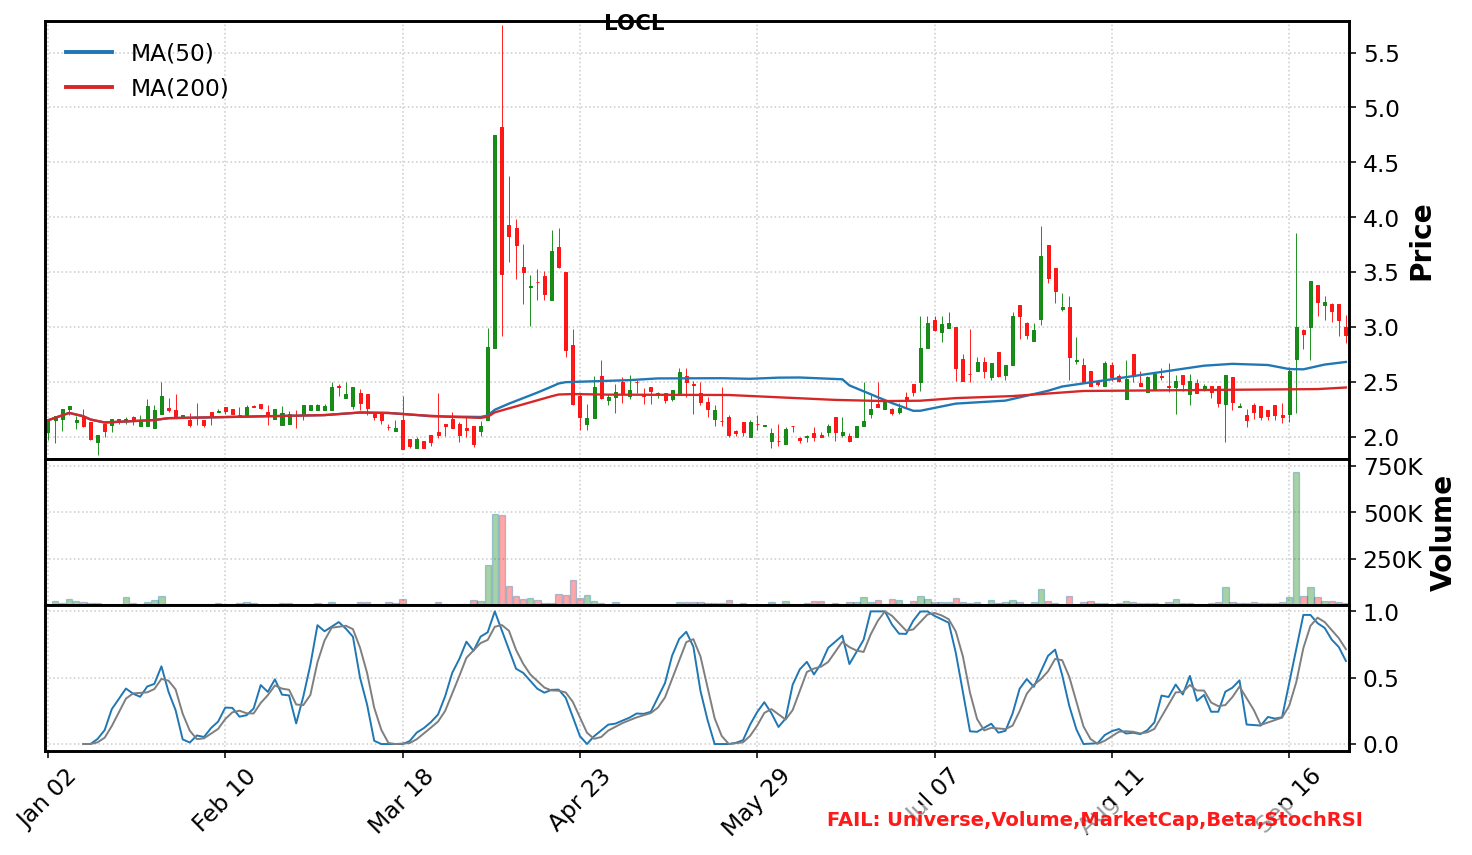 LOCL
MA(50)
MA(200)
5.5
5.0
4.5
4.0
3.5
3.0
2.5
2.0
Price
750K
500K
250K
Volume
1.0
0.5
0.0
Jan 02
Feb 10
Mar 18
Apr 23
May 29
Jul 07
Aug 11
Sep 16
FAIL: Universe,Volume,MarketCap,Beta,StochRSI